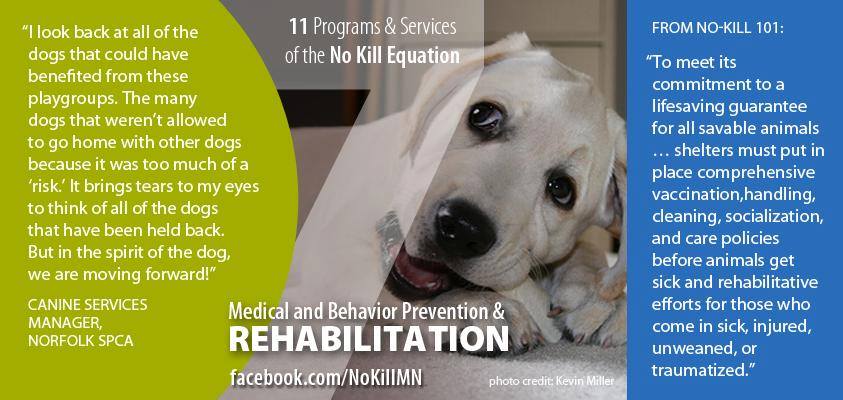 “I look back at all of the
dogs that could have
benefited from these
playgroups. The many
dogs that weren’t allowed
to go home with other dogs
because it was too much of a
‘risk.’ It brings tears to my eyes
to think of all of the dogs
that have been held back.
But in the spirit of the dog,
we are moving forward!”
CANINE SERVICES
MANAGER,
NORFOLK SPCA
11 Programs & Services
of the No Kill Equation
7
Medical and Behavior Prevention &
REHABILITATION
facebook.com/NoKillMN
photo credit: Kevin Miller
FROM NO-KILL 101:
“To meet its
commitment to a
lifesaving guarantee
for all savable animals
… shelters must put in
place comprehensive
vaccination,handling,
cleaning, socialization,
and care policies
before animals get
sick and rehabilitative
efforts for those who
come in sick, injured,
unweaned, or
traumatized.”